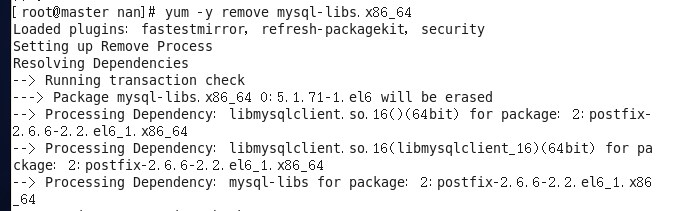 [root@master nan]# yum -y remove mysql-libs.x86_64
Loaded plugins: fastestmirror, refresh-packagekit, security
Setting up Remove Process
Resolving Dependencies
--> Running transaction check
---> Package mysql-libs.x86_64 0:5.1.71-1.el6 will be erased
--> Processing Dependency: libmysqlclient.so.16()(64bit) for package: 2:postfix-
2.6.6-2.2.el6_1.x86_64
--> Processing Dependency: libmysqlclient.so.16(libmysqlclient_16)(64bit) for pa
ckage: 2:postfix-2.6.6-2.2.el6_1.x86_64
--> Processing Dependency: mysql-libs for package: 2:postfix-2.6.6-2.2.el6_1.x86
_64